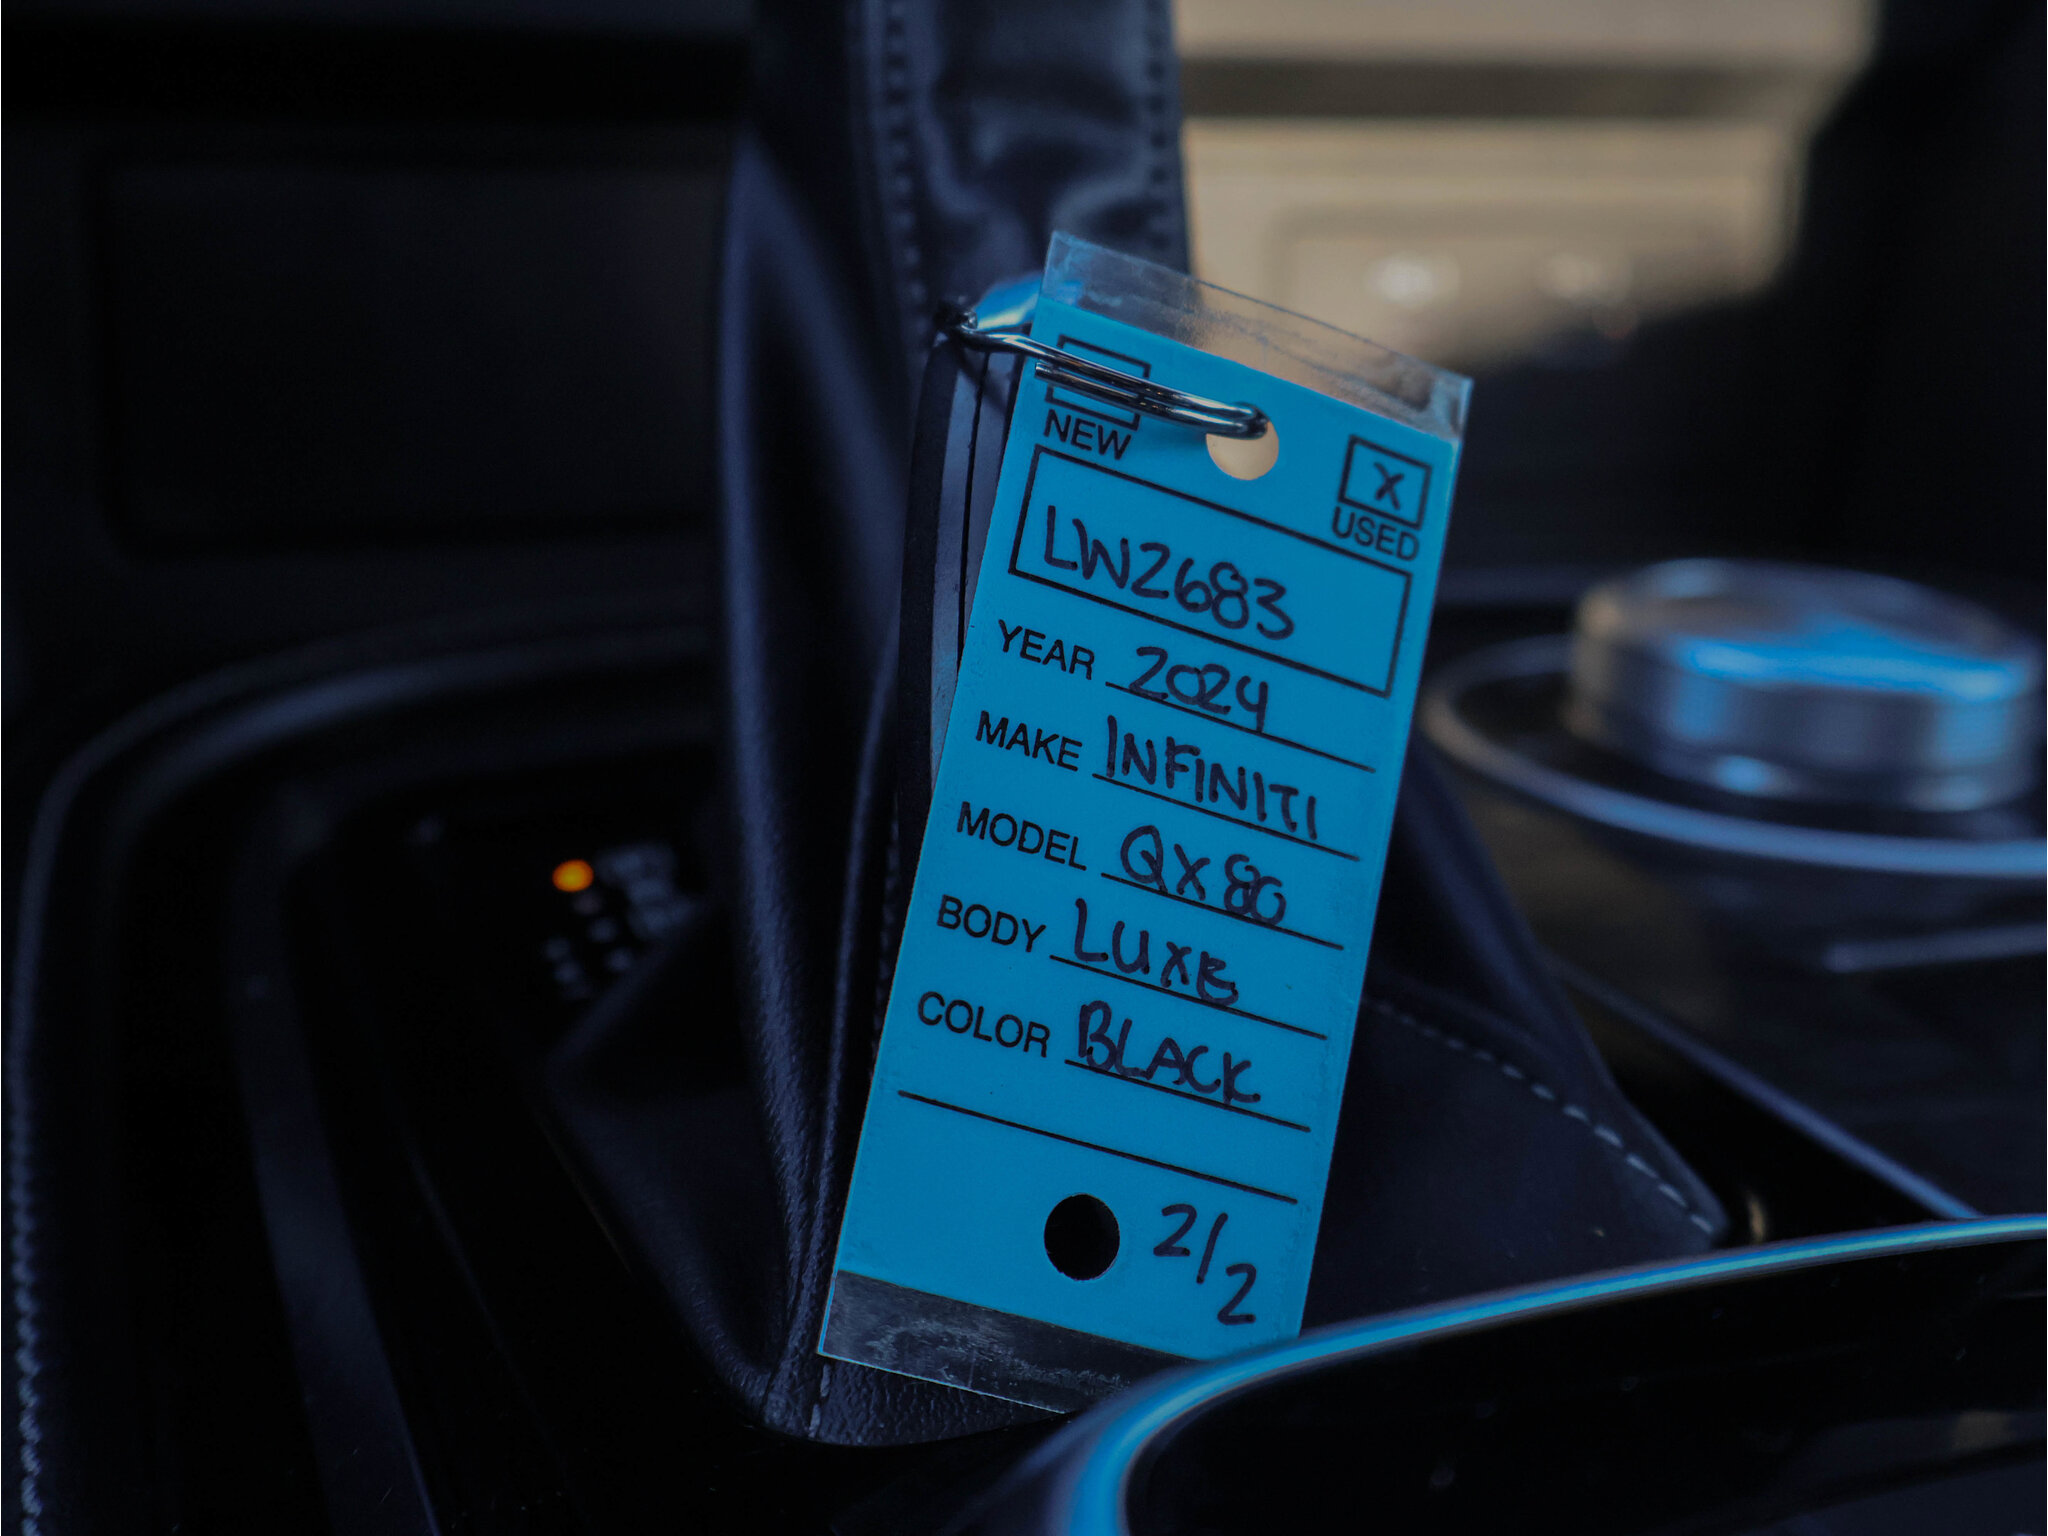 NEW
X
USED
LW2683
YEAR 2024
MAKE INFINITI
MODEL QX80
BODY LUXE
COLOR BLACK
2/2